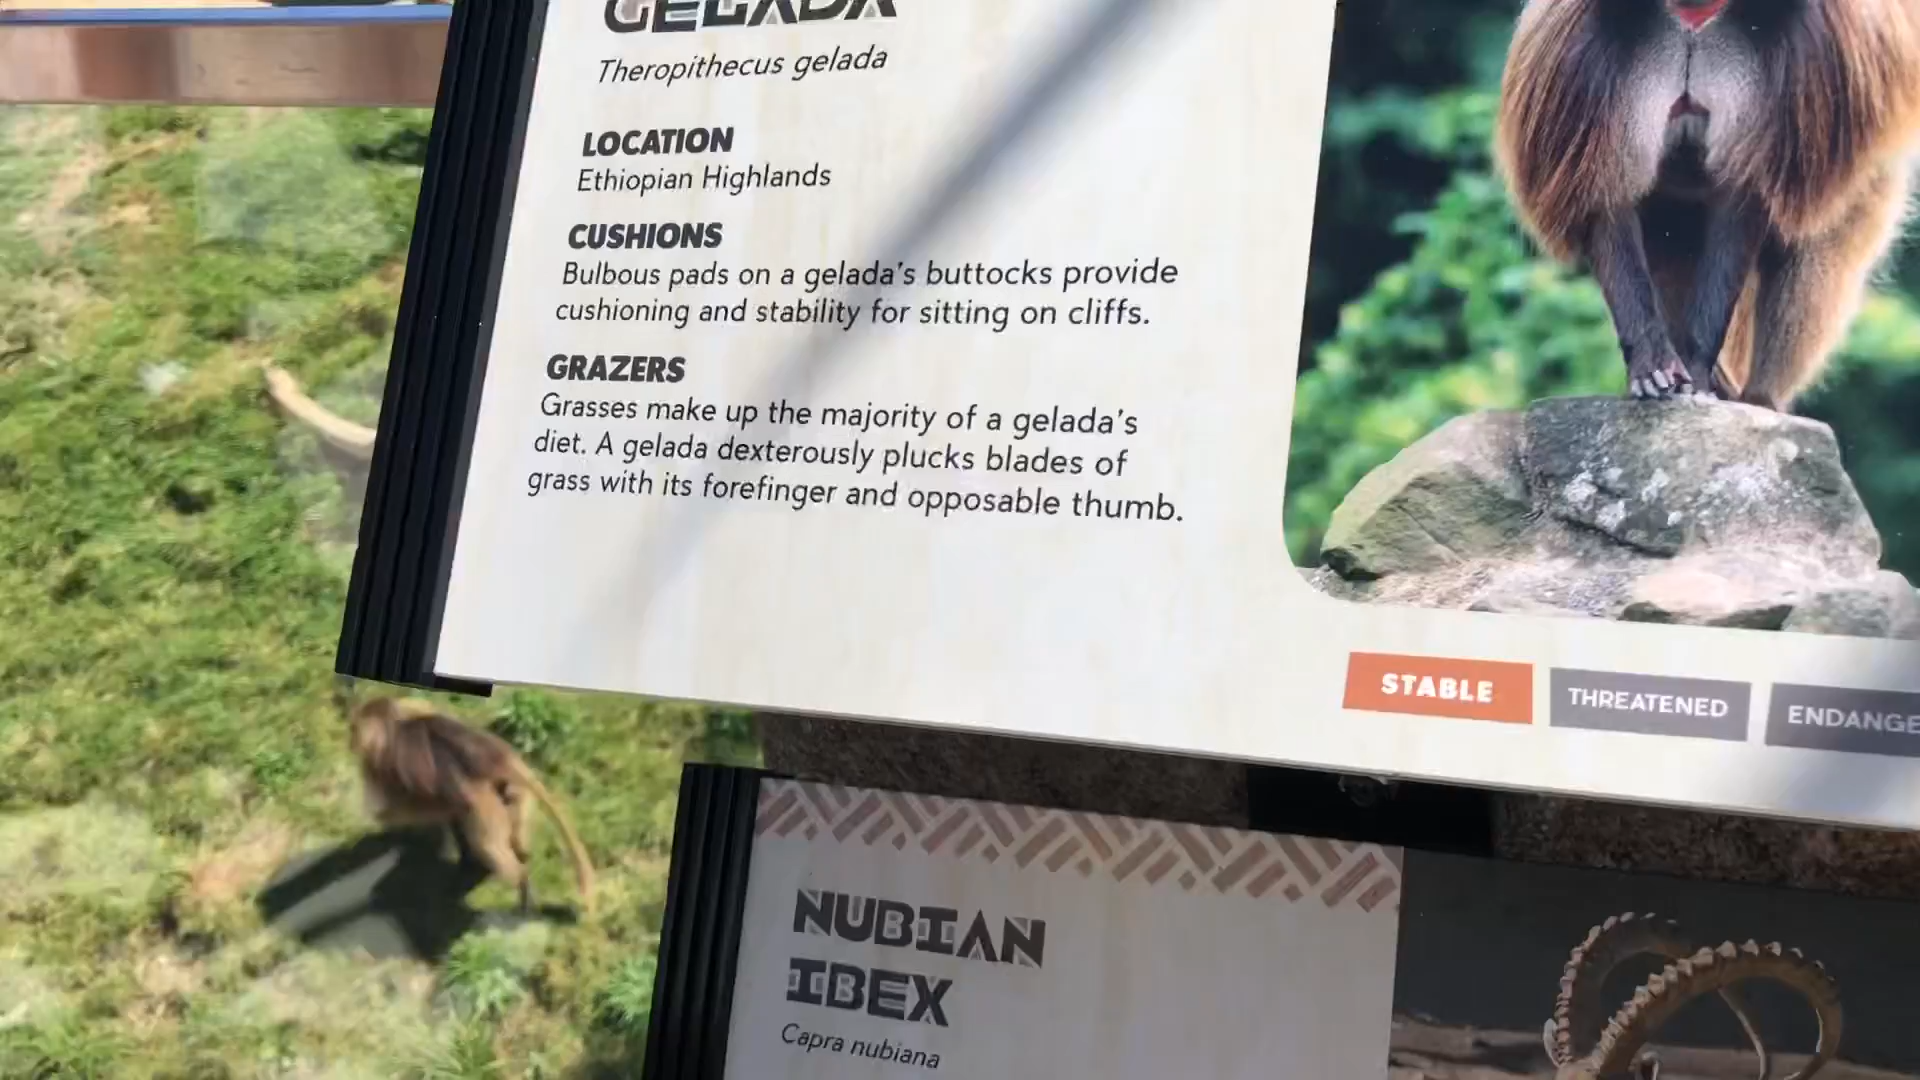 GELADA
Theropithecus gelada
LOCATION
Ethiopian Highlands
CUSHIONS
Bulbous pads on a gelada's buttocks provide
cushioning and stability for sitting on cliffs.
GRAZERS
Grasses make up the majority of a gelada's
diet. A gelada dexterously plucks blades of
grass with its forefinger and opposable thumb.
STABLE
THREATENED
ENDANGE
NUBIAN
IBEX
Capra nubiana